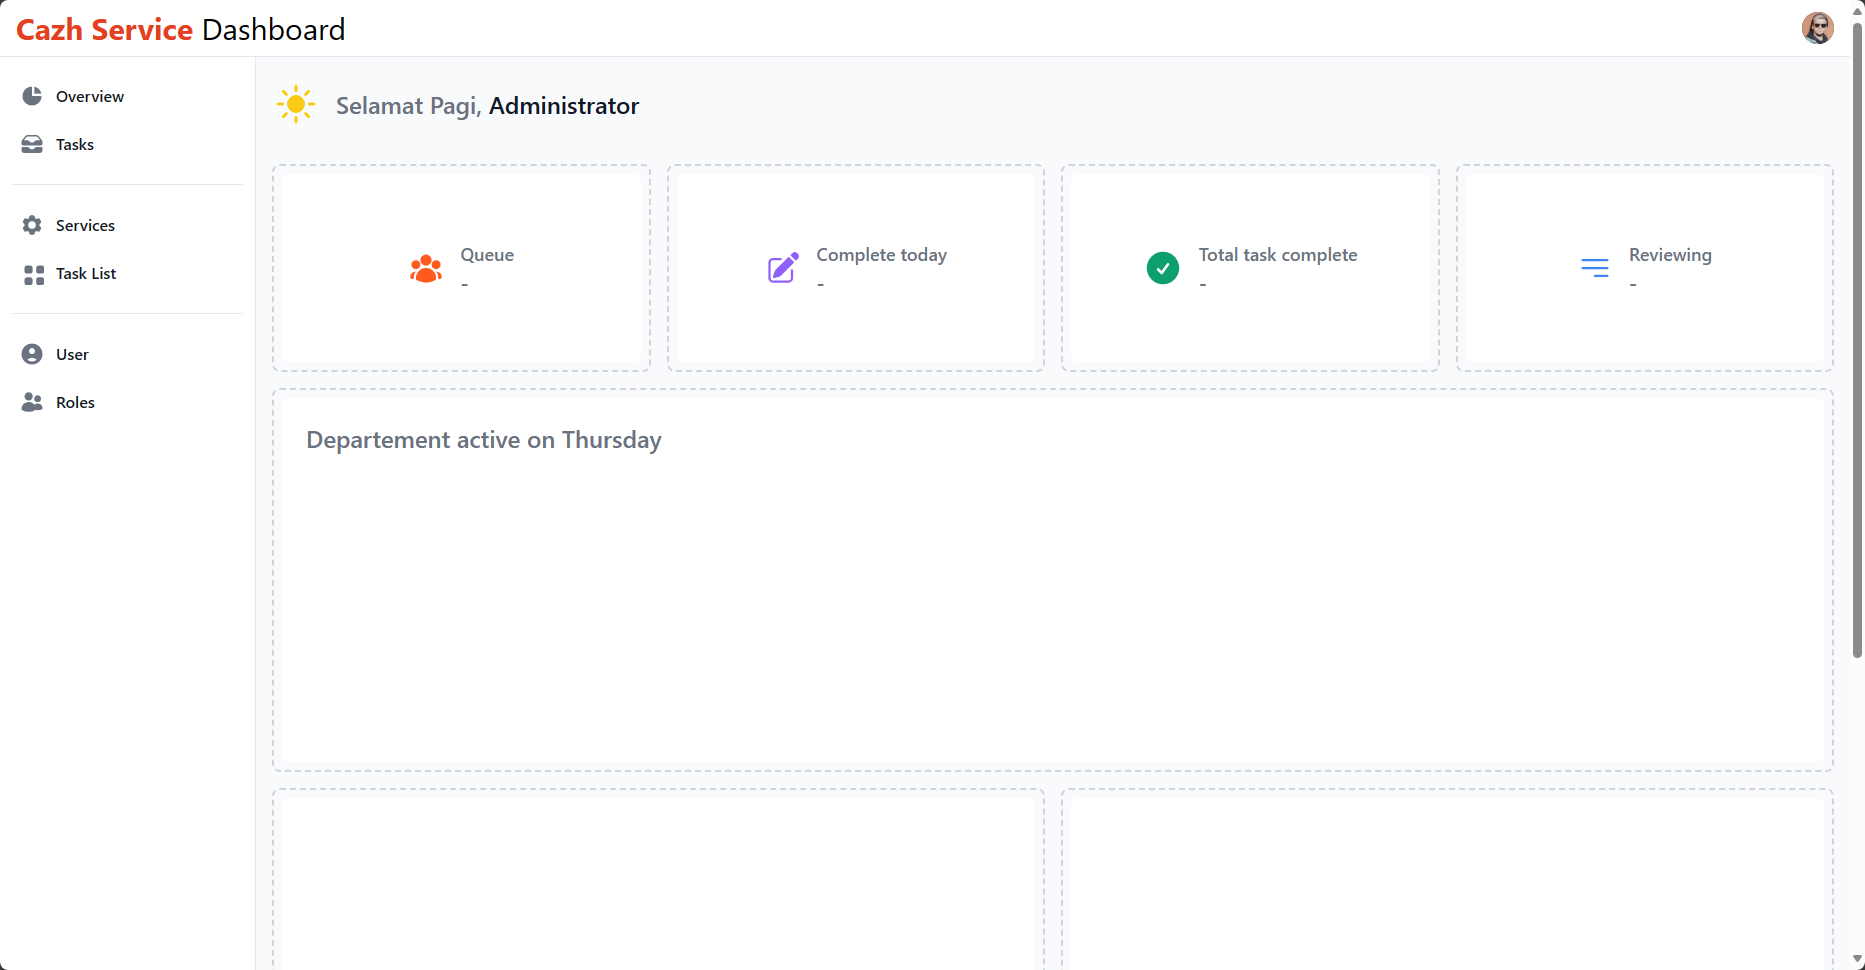 Cazh Service Dashboard
Overview
Tasks
Services
Task List
User
Roles
Selamat Pagi, Administrator
Queue
-
Complete today
-
Total task complete
-
Reviewing
-
Departement active on Thursday